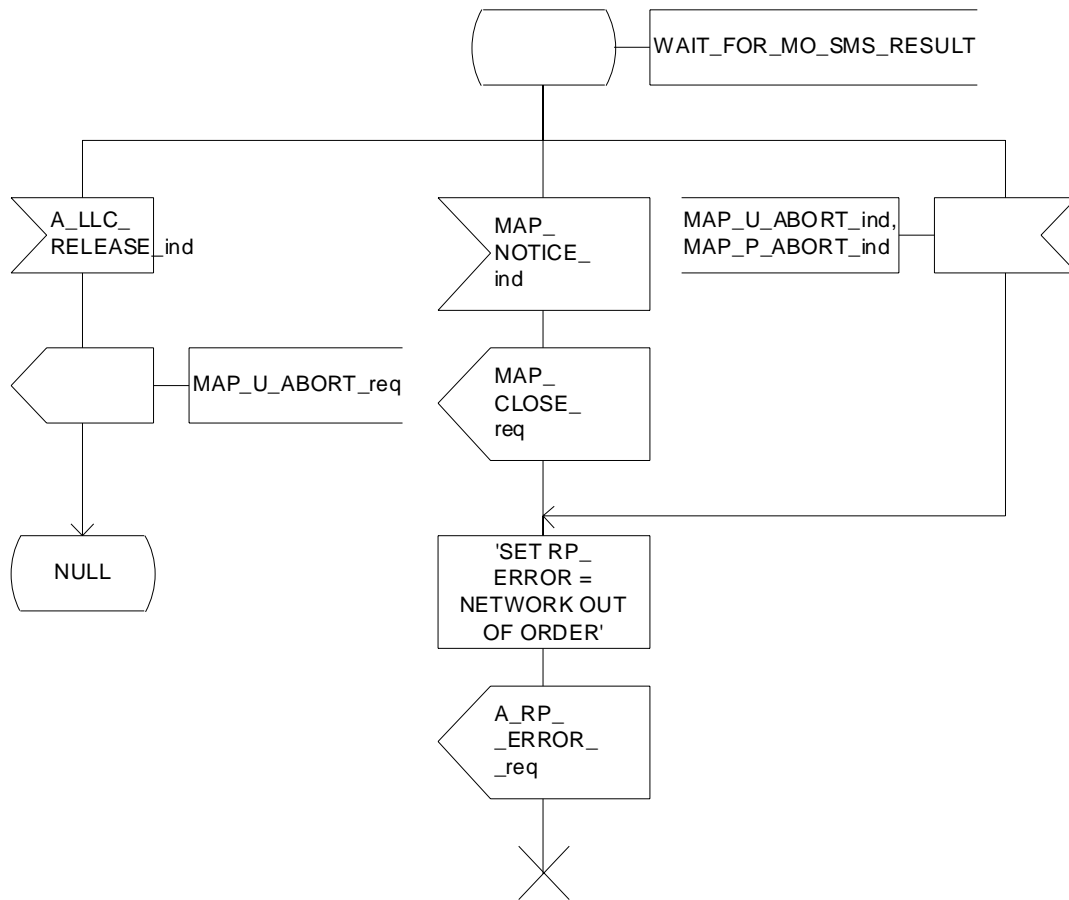 WAIT_FOR_MO_SMS_RESULT
A_LLC_
RELEASE_ind
MAP_
NOTICE_
ind
MAP_U_ABORT_ind,
MAP_P_ABORT_ind
MAP_U_ABORT_req
MAP_
CLOSE_
req
NULL
'SET RP_
ERROR =
NETWORK OUT
OF ORDER'
A_RP_
_ERROR_
_req